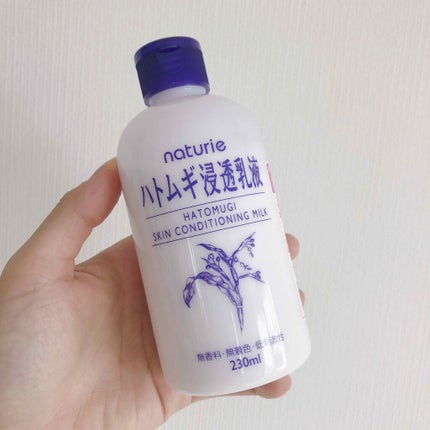 naturie
ハトムギ浸透乳液
HATOMUGI
SKIN CONDITIONING MILK
無香料・無着色・低刺激性
230ml